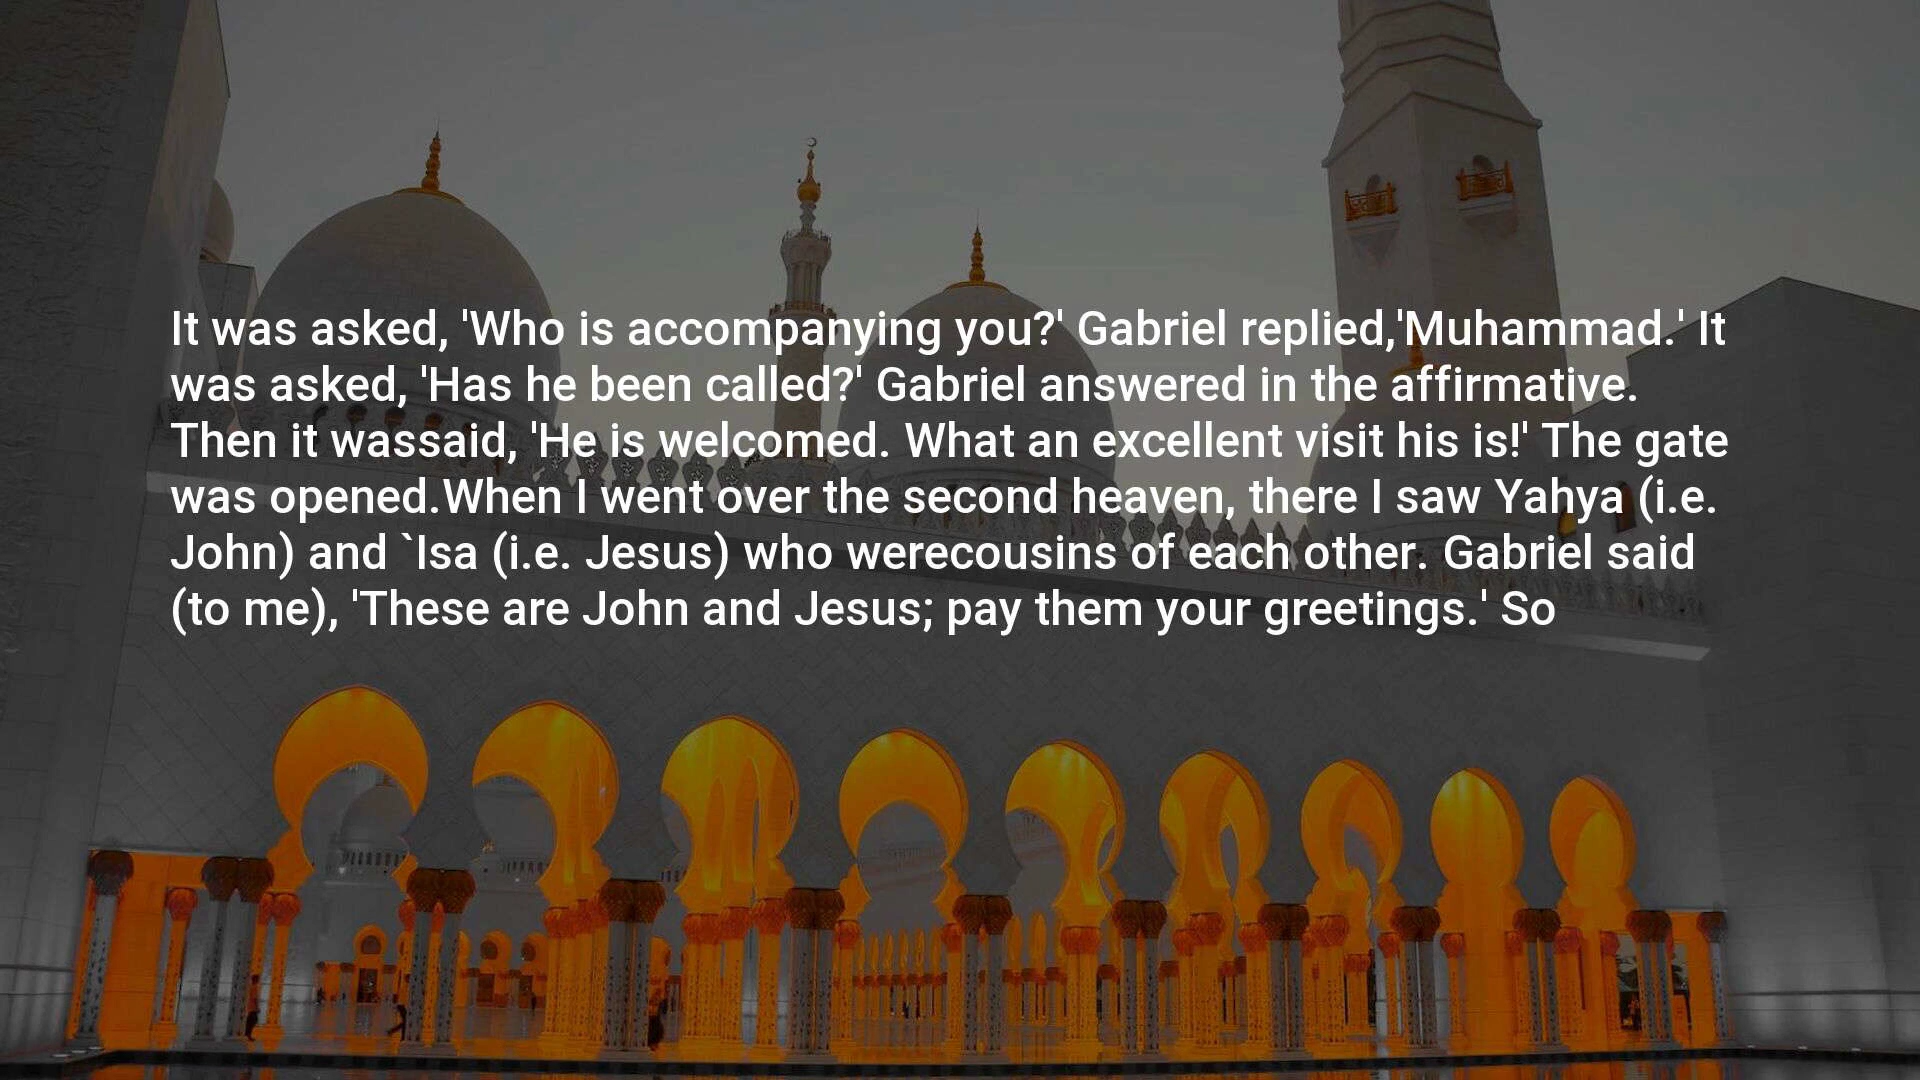 It was asked, 'Who is accompanying you?' Gabriel replied,'Muhammad.' It
was asked, 'Has he been called?' Gabriel answered in the affirmative.
Then it wassaid, 'He is welcomed. What an excellent visit his is!' The gate
was opened.When I went over the second heaven, there I saw Yahya (i.e.
John) and `Isa (i.e. Jesus) who werecousins of each other. Gabriel said
(to me), 'These are John and Jesus; pay them your greetings.' So